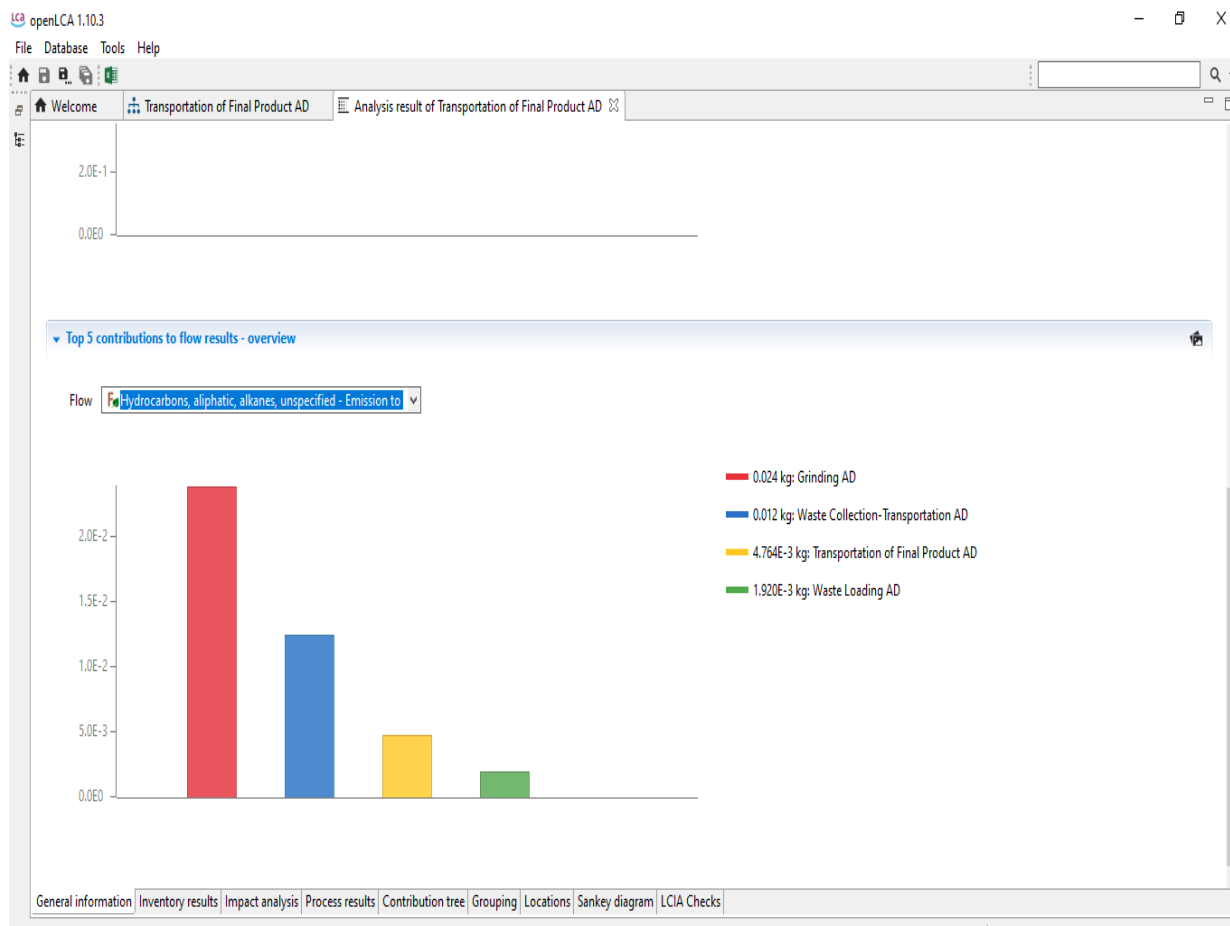 LCA openLCA 1.10.3
File Database Tools Help
Welcome
Transportation of Final Product AD
Analysis result of Transportation of Final Product AD
2.0E-1
0.0E0
Top 5 contributions to flow results - overview
Flow
Hydrocarbons, aliphatic, alkanes, unspecified - Emission to
2.0E-2
1.5E-2
1.0E-2
5.0E-3
0.0E0
0.024 kg: Grinding AD
0.012 kg: Waste Collection-Transportation AD
4.764E-3 kg: Transportation of Final Product AD
1.920E-3 kg: Waste Loading AD
General information Inventory results Impact analysis Process results Contribution tree Grouping Locations Sankey diagram LCIA Checks